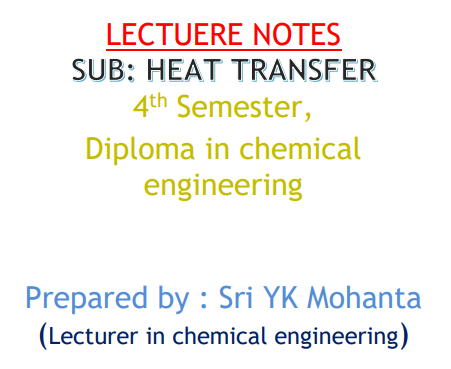 LECTUERE NOTES
SUB: HEAT TRANSFER
4th Semester,
Diploma in chemical
engineering
Prepared by : Sri YK Mohanta
(Lecturer in chemical engineering)